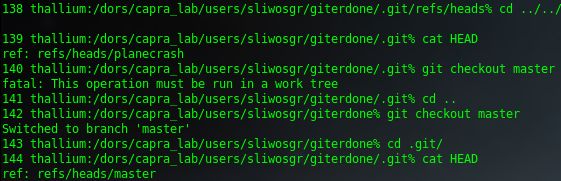 138 thallium:/dors/capra_lab/users/sliwosgr/giterdone/.git/refs/heads% cd ../../
139 thallium:/dors/capra_lab/users/sliwosgr/giterdone/.git% cat HEAD
ref: refs/heads/planecrash
140 thallium:/dors/capra_lab/users/sliwosgr/giterdone/.git% git checkout master
fatal: This operation must be run in a work tree
141 thallium:/dors/capra_lab/users/sliwosgr/giterdone/.git% cd ..
142 thallium:/dors/capra_lab/users/sliwosgr/giterdone% git checkout master
Switched to branch 'master'
143 thallium:/dors/capra_lab/users/sliwosgr/giterdone% cd .git/
144 thallium:/dors/capra_lab/users/sliwosgr/giterdone/.git% cat HEAD
ref: refs/heads/master